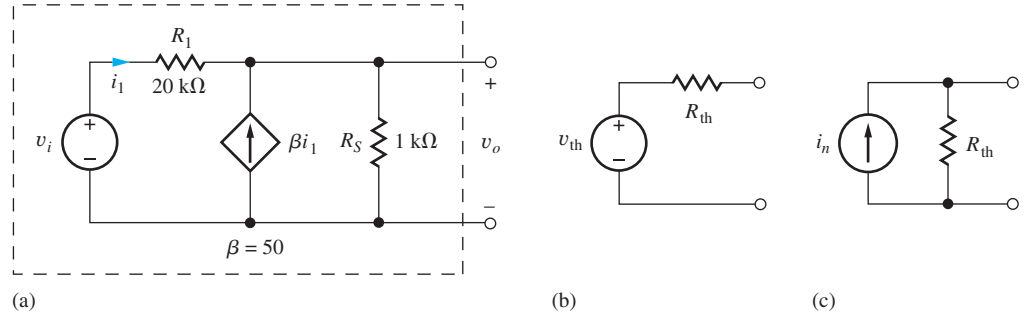 R1
i1
20 kΩ
+
vi
−
βi1
RS
1 kΩ
+
vo
−
β = 50
(a)
Rth
+
vth
−
(b)
in
Rth
(c)